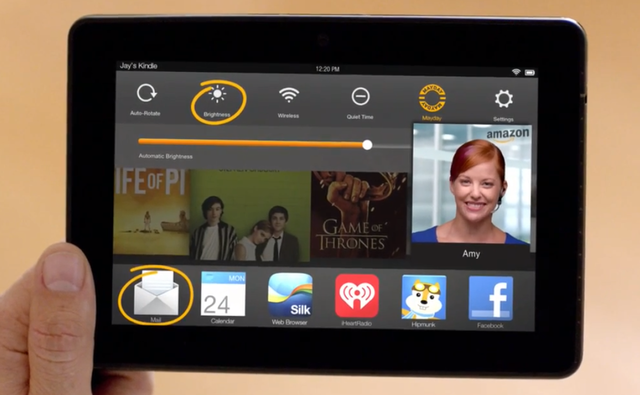 Jay's Kindle
12:20 PM
Auto-Rotate
Brightness
Wireless
Quiet Time
MAYDAY
Settings
Automatic Brightness
amazon
IFE OF PI
GAME OF
THRONES
Amy
MON
24
Silk
Mail
Calendar
Web Browser
iHeartRadio
Hipmunk
Facebook